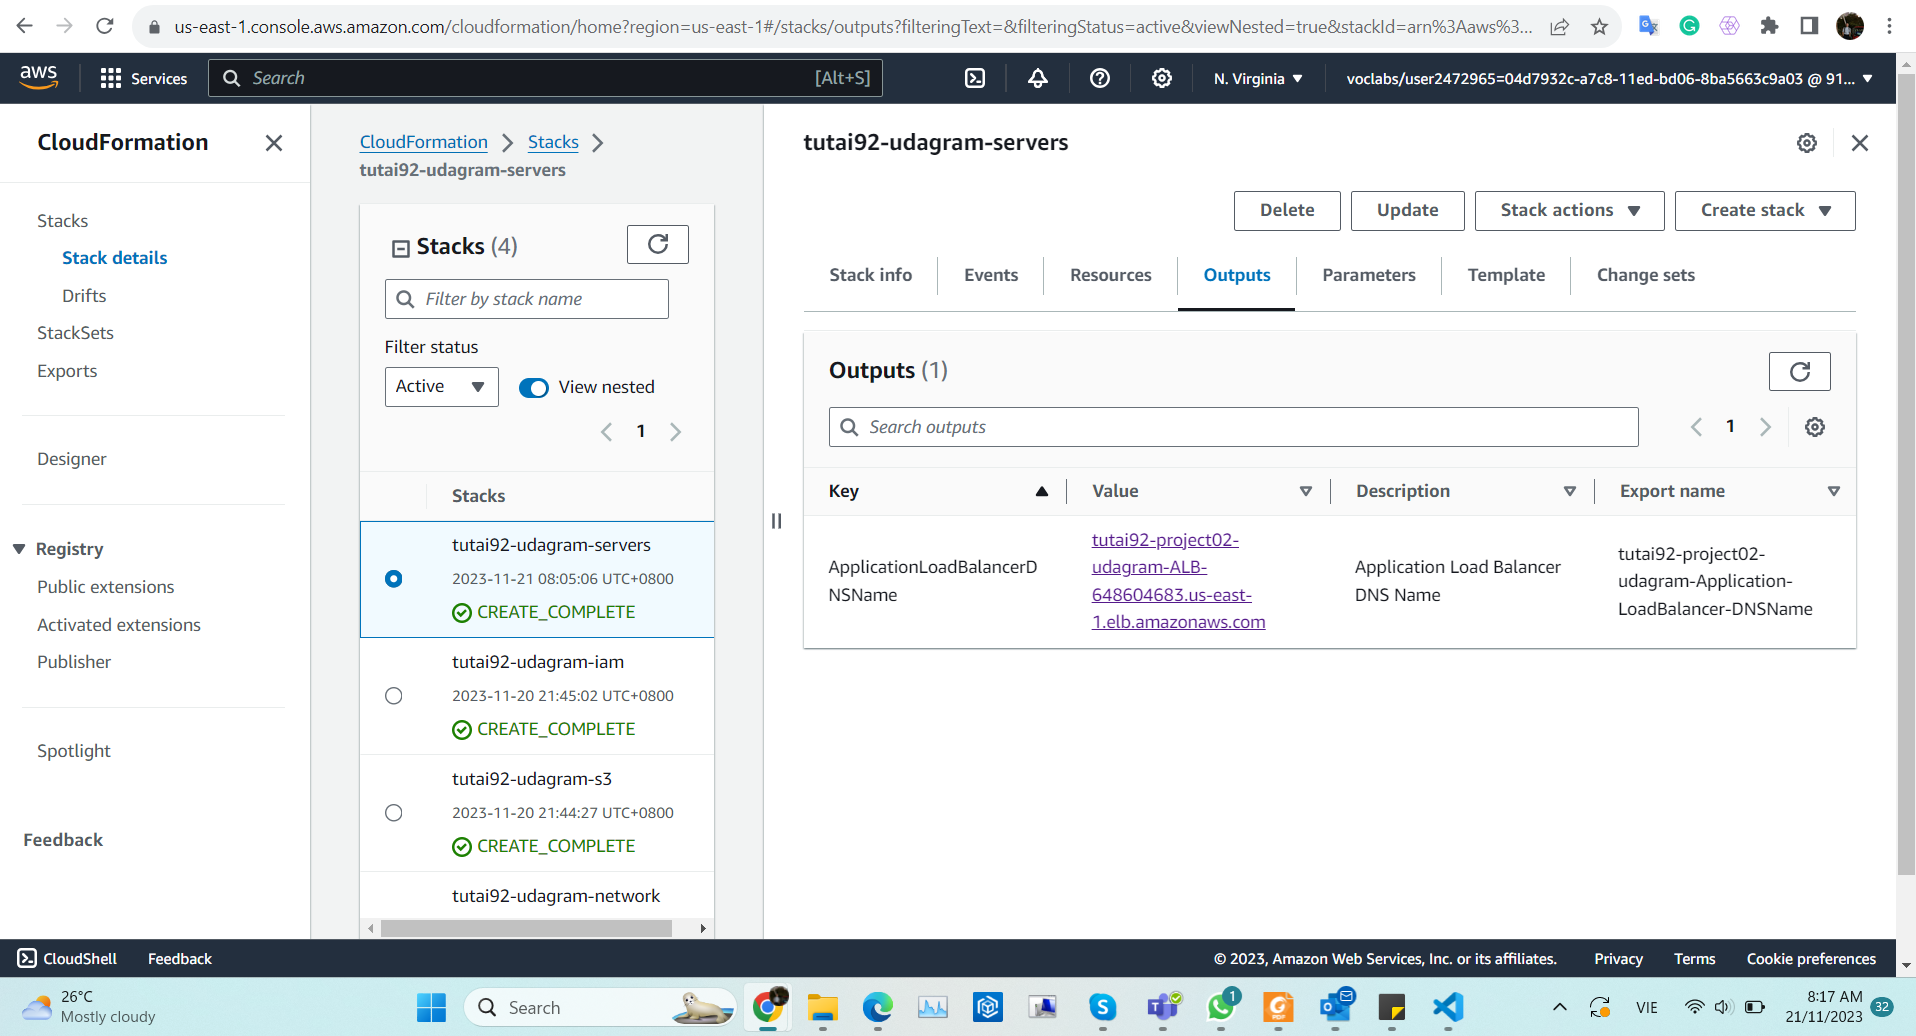 us-east-1.console.aws.amazon.com/cloudformation/home?region=us-east-1#/stacks/outputs?filteringText=&filteringStatus=active&viewNested=true&stackId=arn%3Aaws%3...
aws
Services
Search
[Alt+S]
N. Virginia
voclabs/user2472965=04d7932c-a7c8-11ed-bd06-8ba5663c9a03 @ 91...
CloudFormation
Stacks
Stack details
Drifts
StackSets
Exports
Designer
Registry
Public extensions
Activated extensions
Publisher
Spotlight
Feedback
CloudFormation
Stacks
tutai92-udagram-servers
Stacks (4)
Filter by stack name
Filter status
Active
View nested
1
Stacks
tutai92-udagram-servers
2023-11-21 08:05:06 UTC+0800
CREATE_COMPLETE
tutai92-udagram-iam
2023-11-20 21:45:02 UTC+0800
CREATE_COMPLETE
tutai92-udagram-s3
2023-11-20 21:44:27 UTC+0800
CREATE_COMPLETE
tutai92-udagram-network
tutai92-udagram-servers
Delete
Update
Stack actions
Create stack
Stack info
Events
Resources
Outputs
Parameters
Template
Change sets
Outputs (1)
Search outputs
1
Key
Value
Description
Export name
ApplicationLoadBalancerD
NSName
tutai92-project02-
udagram-ALB-
648604683.us-east-
1.elb.amazonaws.com
Application Load Balancer
DNS Name
tutai92-project02-
udagram-Application-
LoadBalancer-DNSName
CloudShell
Feedback
© 2023, Amazon Web Services, Inc. or its affiliates.
Privacy
Terms
Cookie preferences
26°C
Mostly cloudy
Search
1
VIE
8:17 AM
21/11/2023
32